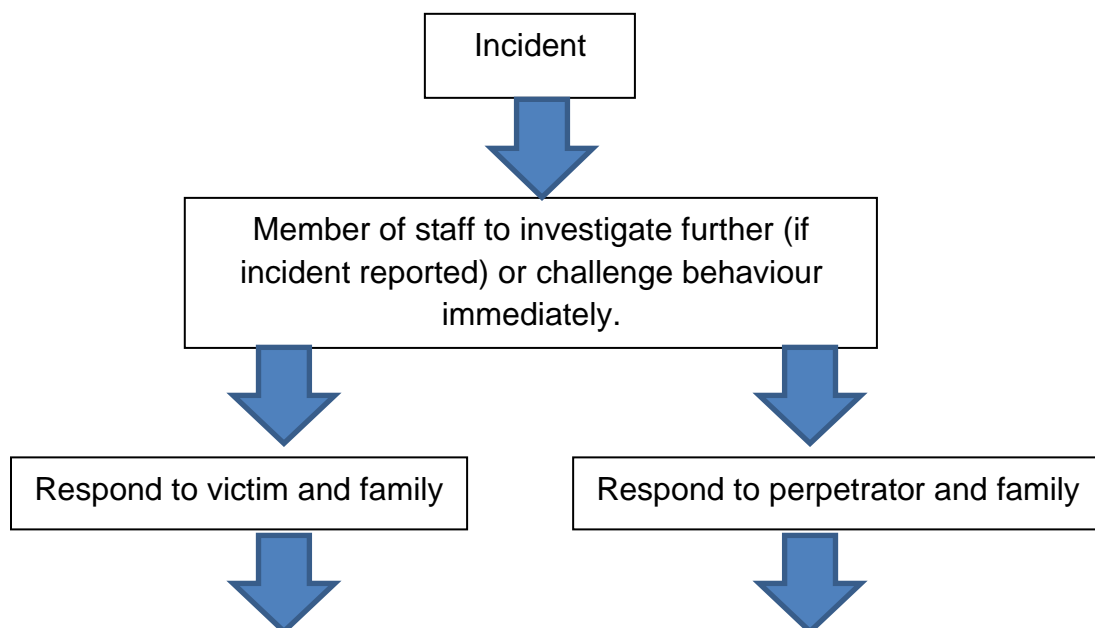 Incident
Member of staff to investigate further (if
incident reported) or challenge behaviour
immediately.
Respond to victim and family
Respond to perpetrator and family